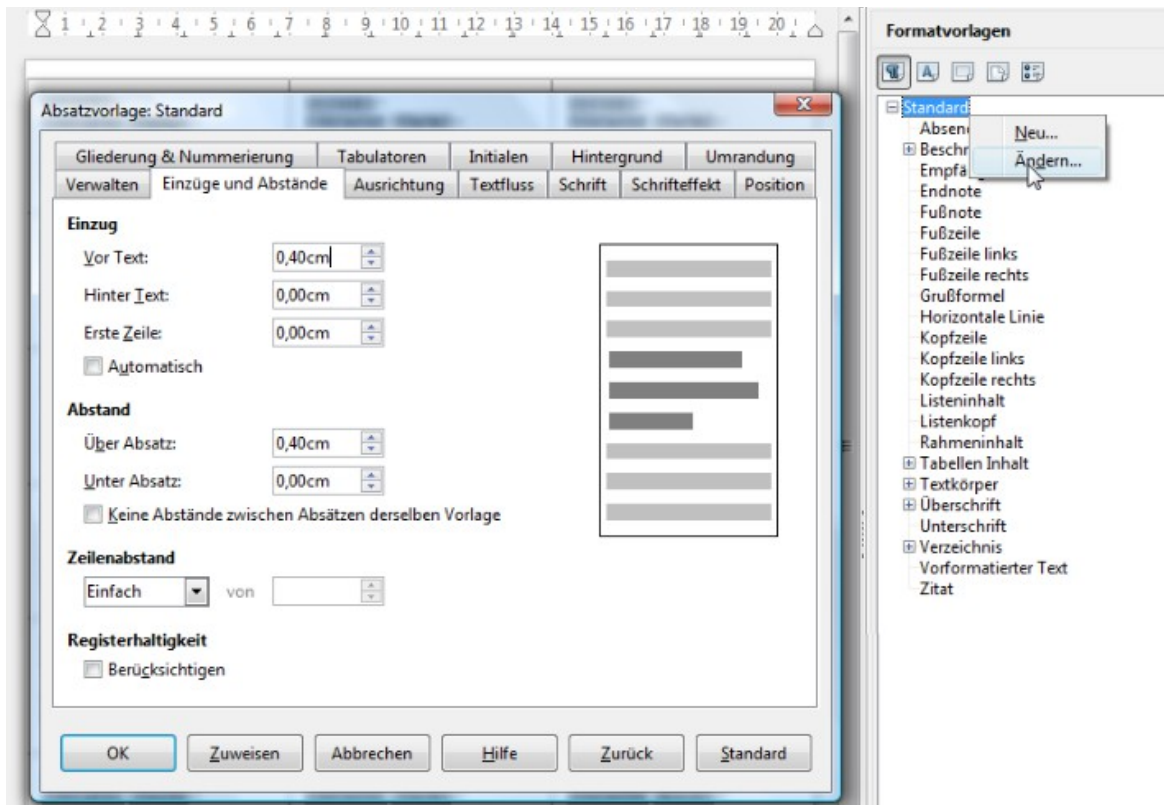 1 2 3 4 5 6 7 8 9 10 11 12 13 14 15 16 17 18 19 20
Absatzvorlage: Standard
Gliederung & Nummerierung Tabulatoren Initialen Hintergrund Umrandung
Verwalten Einzüge und Abstände Ausrichtung Textfluss Schrift Schrifteffekt Position
Einzug
Vor Text: 0,40cm
Hinter Text: 0,00cm
Erste Zeile: 0,00cm
Automatisch
Abstand
Über Absatz: 0,40cm
Unter Absatz: 0,00cm
Keine Abstände zwischen Absätzen derselben Vorlage
Zeilenabstand
Einfach von
Registerhaltigkeit
Berücksichtigen
OK Zuweisen Abbrechen Hilfe Zurück Standard
Formatvorlagen
Standard
Neu...
Ändern...
Endnote
Fußnote
Fußzeile
Fußzeile links
Fußzeile rechts
Grußformel
Horizontale Linie
Kopfzeile
Kopfzeile links
Kopfzeile rechts
Listeninhalt
Listenkopf
Rahmeninhalt
Tabellen Inhalt
Textkörper
Überschrift
Unterschrift
Verzeichnis
Vorformatierter Text
Zitat